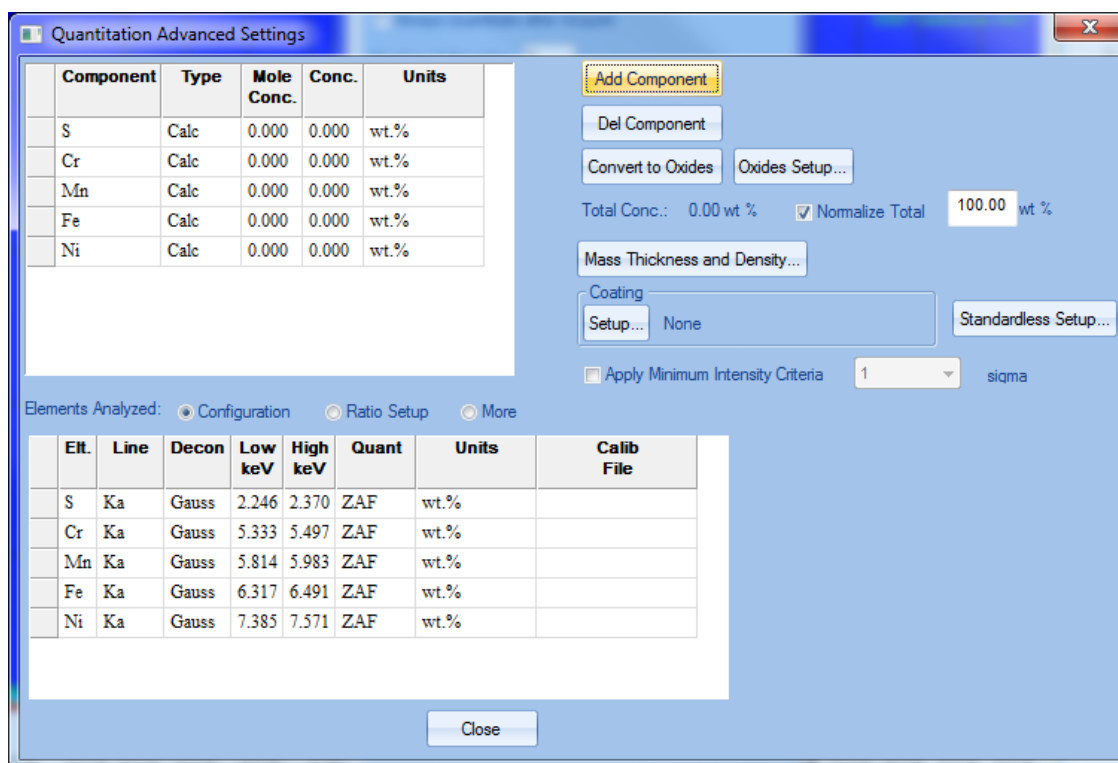 Quantitation Advanced Settings
Component Type Mole Conc. Conc. Units
S Calc 0.000 0.000 wt.%
Cr Calc 0.000 0.000 wt.%
Mn Calc 0.000 0.000 wt.%
Fe Calc 0.000 0.000 wt.%
Ni Calc 0.000 0.000 wt.%
Add Component
Del Component
Convert to Oxides Oxides Setup...
Total Conc.: 0.00 wt % Normalize Total 100.00 wt %
Mass Thickness and Density...
Coating
Setup... None
Standardless Setup...
Apply Minimum Intensity Criteria 1 sigma
Elements Analyzed: Configuration Ratio Setup More
Elt. Line Decon Low keV High keV Quant Units Calib File
S Ka Gauss 2.246 2.370 ZAF wt.%
Cr Ka Gauss 5.333 5.497 ZAF wt.%
Mn Ka Gauss 5.814 5.983 ZAF wt.%
Fe Ka Gauss 6.317 6.491 ZAF wt.%
Ni Ka Gauss 7.385 7.571 ZAF wt.%
Close